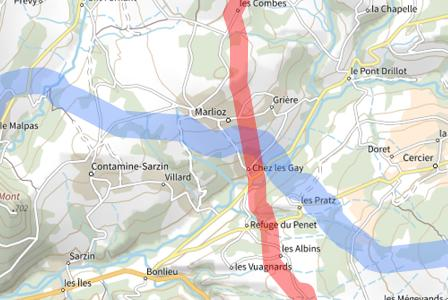 Prévy
les Combes
la Chapelle
le Pont Drillot
Grière
Marlioz
le Malpas
Doret
la
Cercier
Contamine-Sarzin
Chez les Gay
Villard
les Pratz
Mont
702
Refuge du Penet
les Albins
Sarzin
les Vuagnards
Bonlieu
les Îles
les Mégevands